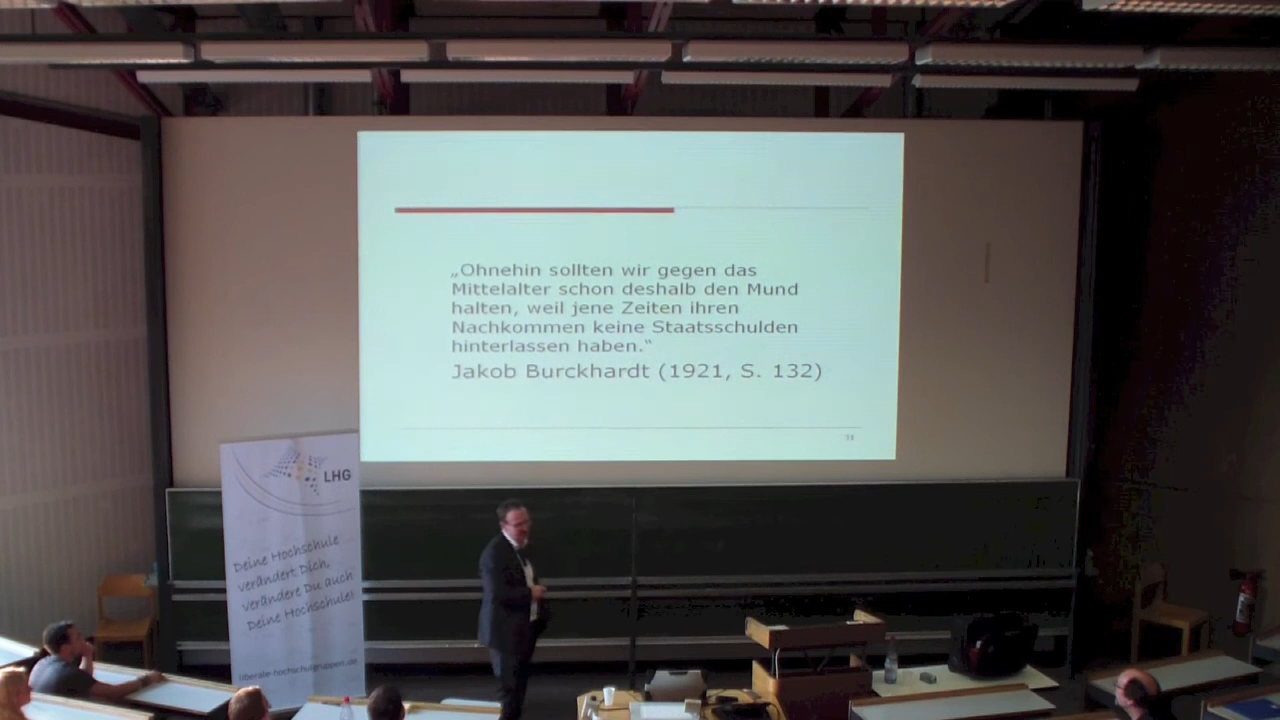 „Ohnehin sollten wir gegen das
Mittelalter schon deshalb den Mund
halten, weil jene Zeiten ihren
Nachkommen keine Staatsschulden
hinterlassen haben."
Jakob Burckhardt (1921, S. 132)
LHG
Deine Hochschule
verändert Dich,
verändere Du auch
Deine Hochschule!
liberale-hochschulgruppen.de